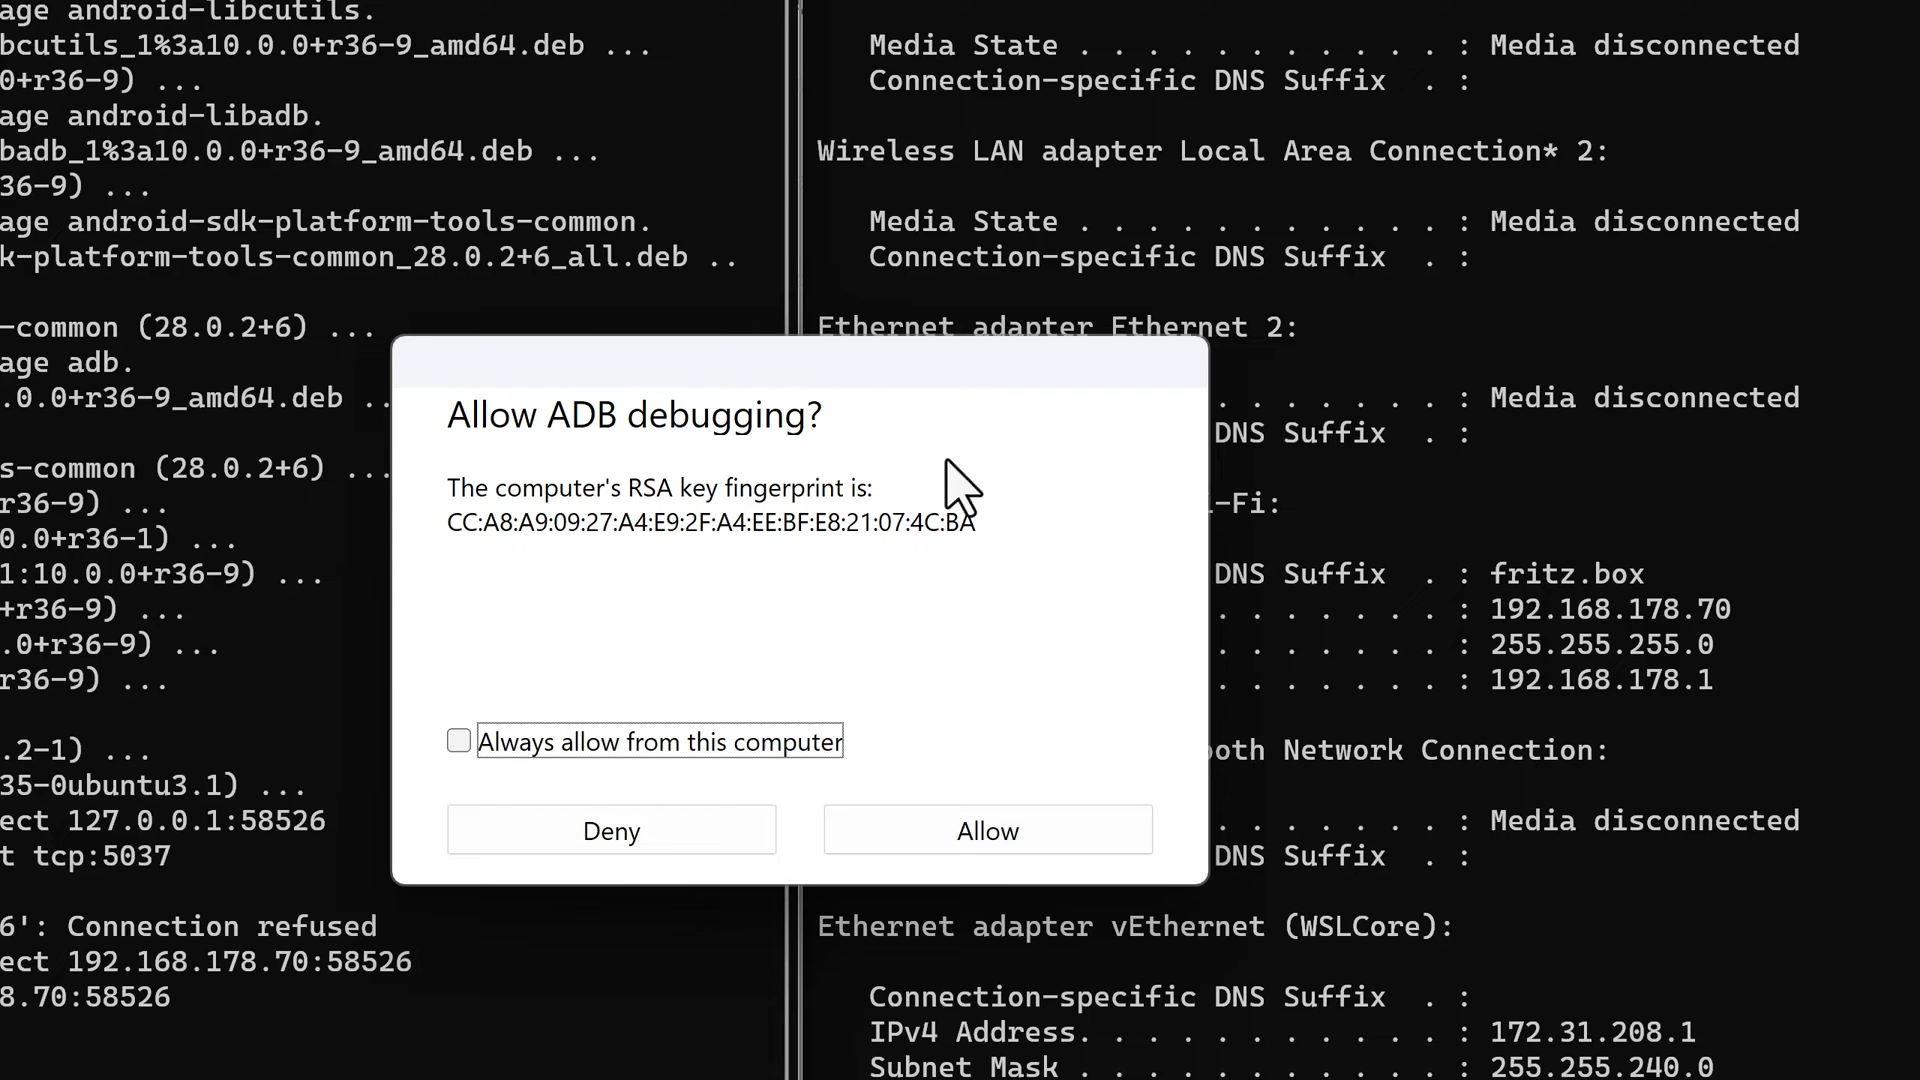 age android-libcutils.
bcutils_1%3a10.0.0+r36-9_amd64.deb ...
0+r36-9) ...
age android-libadb.
badb_1%3a10.0.0+r36-9_amd64.deb ...
36-9) ...
age android-sdk-platform-tools-common.
k-platform-tools-common_28.0.2+6_all.deb ..
-common (28.0.2+6) ...
age adb.
.0.0+r36-9_amd64.deb ..
s-common (28.0.2+6) ...
r36-9) ...
0.0+r36-1) ...
1:10.0.0+r36-9) ...
+r36-9) ...
.0+r36-9) ...
r36-9) ...
.2-1) ...
35-0ubuntu3.1) ...
ect 127.0.0.1:58526
t tcp:5037
6': Connection refused
ect 192.168.178.70:58526
8.70:58526
Media State . . . . . . . . . . . : Media disconnected
Connection-specific DNS Suffix . :
Wireless LAN adapter Local Area Connection* 2:
Media State . . . . . . . . . . . : Media disconnected
Connection-specific DNS Suffix . :
Ethernet adapter Ethernet 2:
. . . . . . . : Media disconnected
DNS Suffix . :
-Fi:
DNS Suffix . : fritz.box
. . . . . . . : 192.168.178.70
. . . . . . . : 255.255.255.0
. . . . . . . : 192.168.178.1
ooth Network Connection:
. . . . . . . : Media disconnected
DNS Suffix . :
Ethernet adapter vEthernet (WSLCore):
Connection-specific DNS Suffix . :
IPv4 Address. . . . . . . . . . . : 172.31.208.1
Subnet Mask . . . . . . . . . . . : 255.255.240.0
Allow ADB debugging?
The computer's RSA key fingerprint is:
CC:A8:A9:09:27:A4:E9:2F:A4:EE:BF:E8:21:07:4C:BA
Always allow from this computer
Deny
Allow